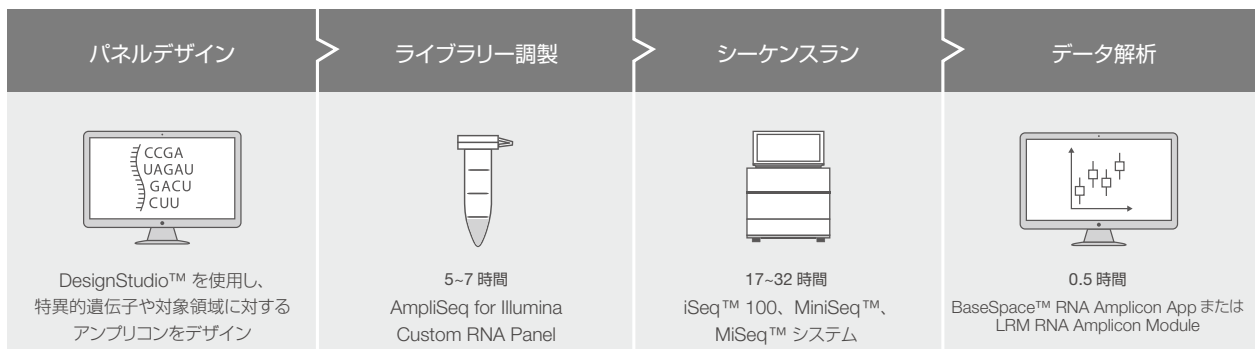 パネルデザイン
ライブラリー調製
シーケンスラン
データ解析
CCGA
UAGAU
GACU
CUU
DesignStudio™ を使用し、
特異的遺伝子や対象領域に対する
アンプリコンをデザイン
5~7 時間
AmpliSeq for Illumina
Custom RNA Panel
17~32 時間
iSeq™ 100、MiniSeq™、
MiSeq™ システム
0.5 時間
BaseSpace™ RNA Amplicon App または
LRM RNA Amplicon Module